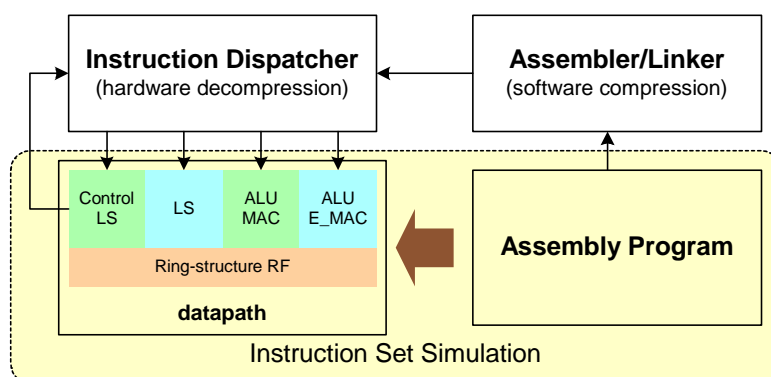 Instruction Dispatcher
(hardware decompression)
Assembler/Linker
(software compression)
Control
LS
LS
ALU
MAC
ALU
E_MAC
Ring-structure RF
datapath
Assembly Program
Instruction Set Simulation